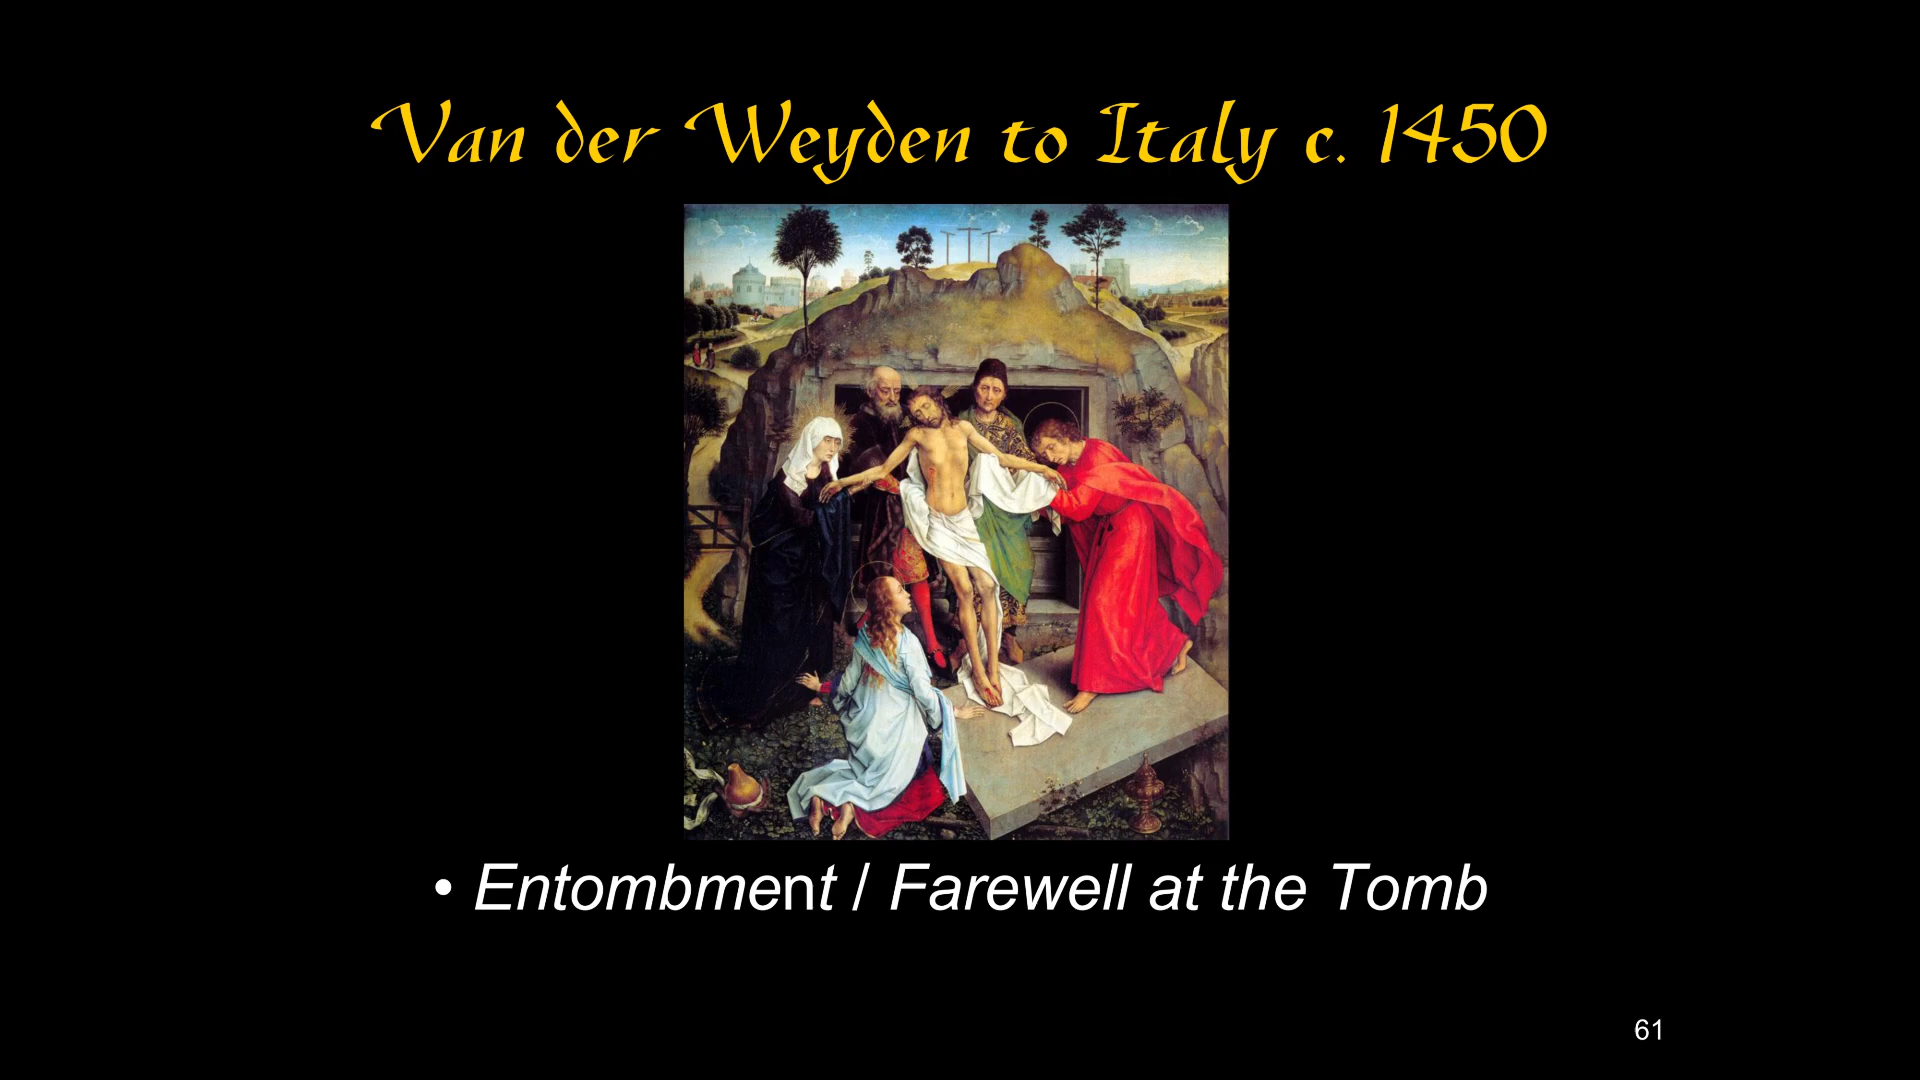 Van der Weyden to Italy c. 1450
• Entombment / Farewell at the Tomb
61